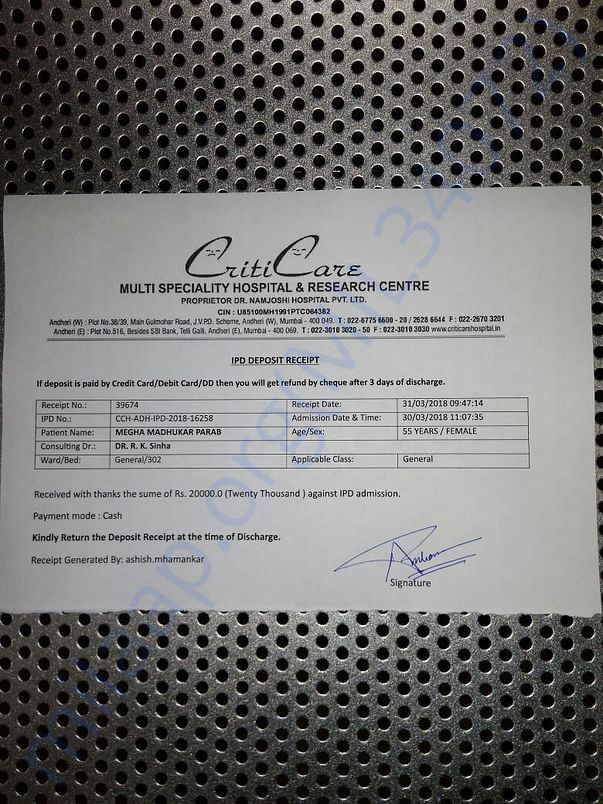 CritiCare
MULTI SPECIALITY HOSPITAL & RESEARCH CENTRE
PROPRIETOR DR. NAMJOSHI HOSPITAL PVT. LTD.
CIN : U85100MH1991PTC064382
Andheri (W) : Plot No.38/39, Main Gulmohar Road, J.V.P.D. Scheme, Andheri (W), Mumbai - 400 049. T : 022-6775 6600 - 20 / 2628 6644 F : 022-2670 3201
Andheri (E) : Plot No.516, Besides SBI Bank, Telli Galli, Andheri (E), Mumbai - 400 069. T : 022-3010 3020 - 50 F : 022-3010 3030 www.criticarehospital.in
IPD DEPOSIT RECEIPT
If deposit is paid by Credit Card/Debit Card/DD then you will get refund by cheque after 3 days of discharge.
Receipt No.: 39674 Receipt Date: 31/03/2018 09:47:14
IPD No.: CCH-ADH-IPD-2018-16258 Admission Date & Time: 30/03/2018 11:07:35
Patient Name: MEGHA MADHUKAR PARAB Age/Sex: 55 YEARS / FEMALE
Consulting Dr.: DR. R. K. Sinha
Ward/Bed: General/302 Applicable Class: General
Received with thanks the sume of Rs. 20000.0 (Twenty Thousand ) against IPD admission.
Payment mode : Cash
Kindly Return the Deposit Receipt at the time of Discharge.
Receipt Generated By: ashish.mhamankar
Signature